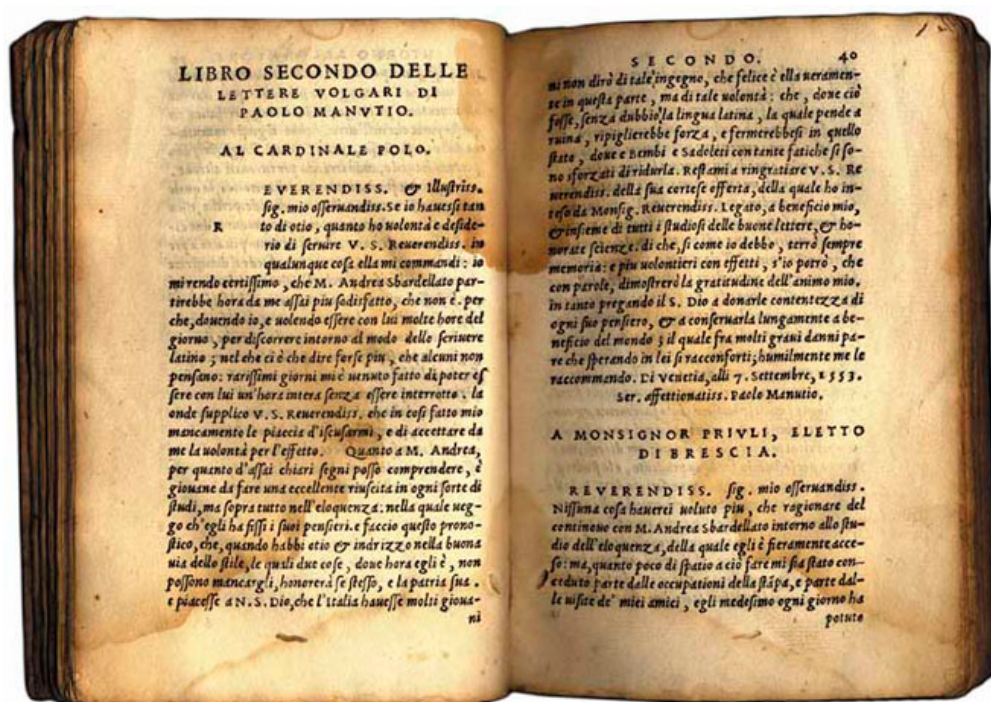 LIBRO SECONDO DELLE
LETTERE VOLGARI DI
PAOLO MANVTIO.
AL CARDINALE POLO.
R
EVERENDISS. & Illustriss.
sig. mio osseruandiss. Se io hauessi tan
to di otio, quanto ho uolontà e deside-
rio di seruire V. S. Reuerendiss. in
qualunque cosa ella mi commandi: io
mi rendo certissimo, che M. Andrea Sbardellato par-
tirebbe hora da me assai piu sodisfatto, che non è. per
che, douendo io, e uolendo essere con lui molte hore del
giorno, per discorrere intorno al modo dello scriuere
latino; nel che ci è che dire forse piu, che alcuni non
pensano: rarissimi giorni mi è uenuto fatto di poter es
sere con lui un'hora intera senza essere interrotto. la
onde supplico V. S. Reuerendiss. che in cosi fatto mio
mancamento le piaccia d'iscusarmi, e di accettare da
me la uolontà per l'effetto. Quanto a M. Andrea,
per quanto d'assai chiari segni posso comprendere, è
giouane da fare una eccellente riuscita in ogni sorte di
studi, ma sopra tutto nell'eloquenza: nella quale ueg-
go ch'egli ha fissi i suoi pensieri. e faccio questo prono-
stico, che, quando habbi otio & indrizzo nella buona
uia dello stile, le quali due cose, doue hora egli è, non
possono mancargli, honorerà se stesso, e la patria sua.
e piacesse a N. S. Dio, che l'Italia hauesse molti gioua-
ni
SECONDO. 40
ni non dirò di tale ingegno, che felice è ella ueramen-
te in questa parte, ma di tale uolontà: che, doue ciò
fosse, senza dubbio la lingua latina, la quale pende a
ruina, ripiglierebbe forza, e fermerebbesi in quello
stato, doue e Bembi e Sadoleti con tante fatiche si so-
no sforzati di ridurla. Restami a ringratiare V. S. Re
uerendiss. della sua cortese offerta, della quale ho in-
teso da Monsig. Reuerendiss. Legato, a beneficio mio,
& insieme di tutti i studiosi delle buone lettere, & ho-
norate scienze. di che, si come io debbo, terrò sempre
memoria: e piu uolontieri con effetti, s'io potrò, che
con parole, dimostrerò la gratitudine dell'animo mio.
in tanto pregando il S. Dio a donarle contentezza di
ogni suo pensiero, & a conseruarla lungamente a be-
neficio del mondo; il quale fra molti graui danni pa-
re che sperando in lei si racconforti; humilmente me le
raccommando. Di Venetia, alli 7. Settembre, 1553.
Ser. affettionatiss. Paolo Manutio.
A MONSIGNOR PRIVLI, ELETTO
DI BRESCIA.
REVERENDISS. sig. mio osseruandiss.
Nissuna cosa hauerei uoluto piu, che ragionare del
continouo con M. Andrea Sbardellato intorno allo stu-
dio dell'eloquenza, della quale egli è fieramente acce-
so: ma, quanto poco di spatio a ciò fare mi sia stato con-
ceduto parte dalle occupationi della stāpa, e parte dal-
le uisite de' miei amici, egli medesimo ogni giorno ha
potuto